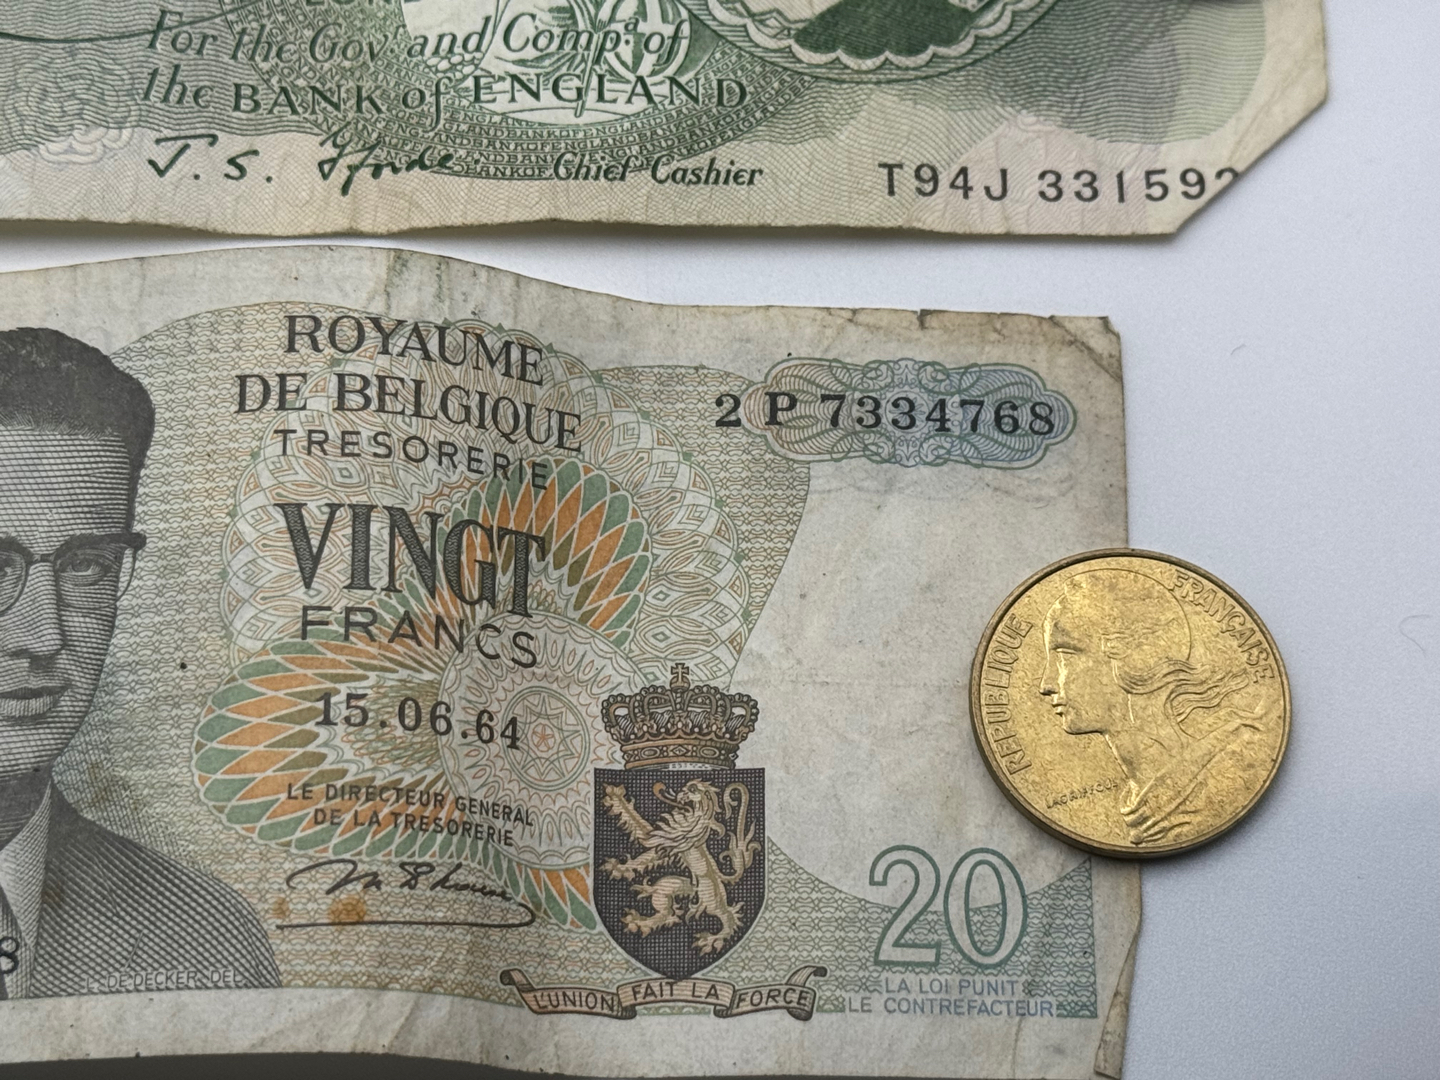 For the Govr. and Compa. of
the BANK of ENGLAND
J. S. Fforde
Chief Cashier
T94J 331592
ROYAUME
DE BELGIQUE
TRESORERIE
2 P 7334768
VINGT
FRANCS
15.06.64
LE DIRECTEUR GENERAL
DE LA TRESORERIE
L. DE DECKER DEL.
8
L'UNION FAIT LA FORCE
20
LA LOI PUNIT
LE CONTREFACTEUR
REPUBLIQUE FRANÇAISE
LAGRIFFOUL